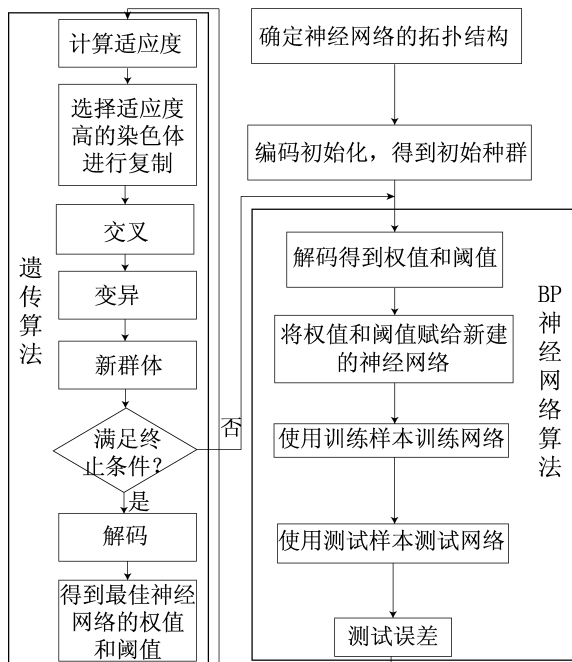 计算适应度
选择适应度
高的染色体
进行复制
交叉
变异
新群体
满足终
止条件?
是
否
解码
得到最佳神经
网络的权值
和阈值
遗传算法
确定神经网络的拓扑结构
编码初始化,得到初始种群
解码得到权值和阈值
将权值和阈值赋给新建
的神经网络
使用训练样本训练网络
使用测试样本测试网络
测试误差
BP神经网络算法